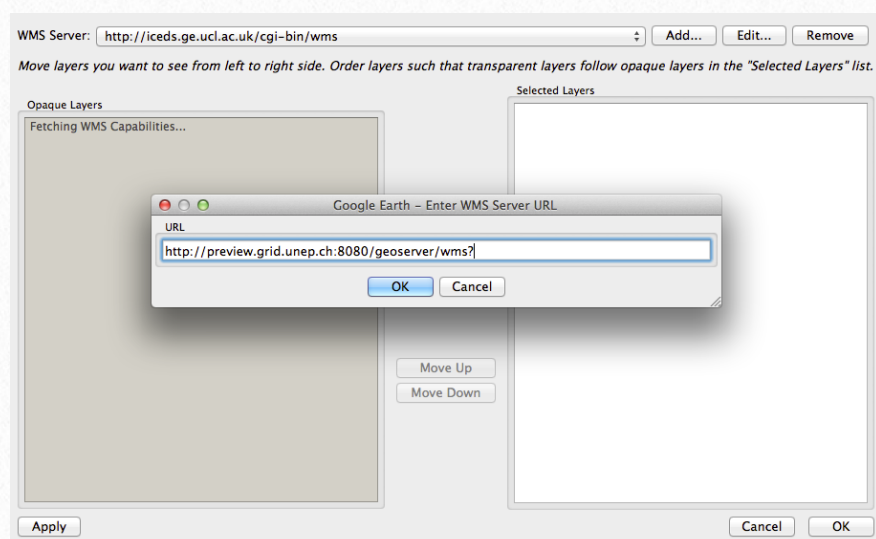 WMS Server: http://iceds.ge.ucl.ac.uk/cgi-bin/wms Add... Edit... Remove
Move layers you want to see from left to right side. Order layers such that transparent layers follow opaque layers in the "Selected Layers" list.
Opaque Layers
Selected Layers
Fetching WMS Capabilities...
Google Earth - Enter WMS Server URL
URL
http://preview.grid.unep.ch:8080/geoserver/wms?
OK Cancel
Move Up
Move Down
Apply Cancel OK